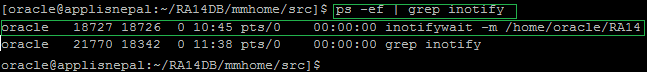 [oracle@applisnepal:~/RA14DB/mmhome/src]$ ps -ef | grep inotify
oracle   18727 18726  0 10:45 pts/0    00:00:00 inotifywait -m /home/oracle/RA14
oracle   21770 18342  0 11:38 pts/0    00:00:00 grep inotify
[oracle@applisnepal:~/RA14DB/mmhome/src]$